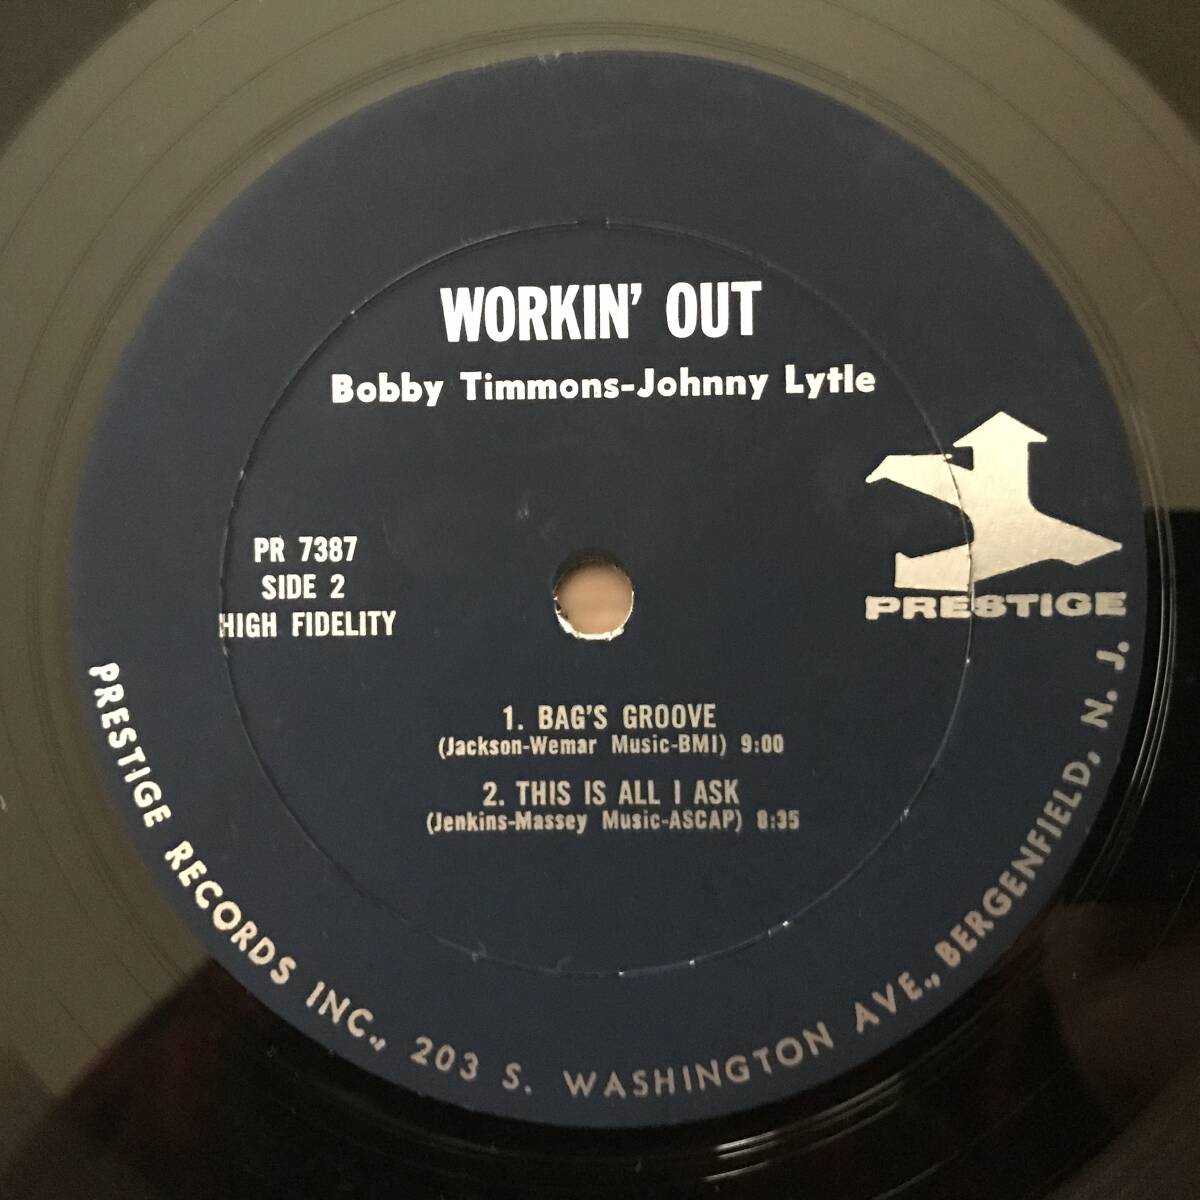 WORKIN' OUT
Bobby Timmons-Johnny Lytle
PR 7387
SIDE 2
HIGH FIDELITY
PRESTIGE
1. BAG'S GROOVE
(Jackson-Wemar Music-BMI) 9:00
2. THIS IS ALL I ASK
(Jenkins-Massey Music-ASCAP) 8:35
PRESTIGE RECORDS INC., 203 S. WASHINGTON AVE., BERGENFIELD, N. J.